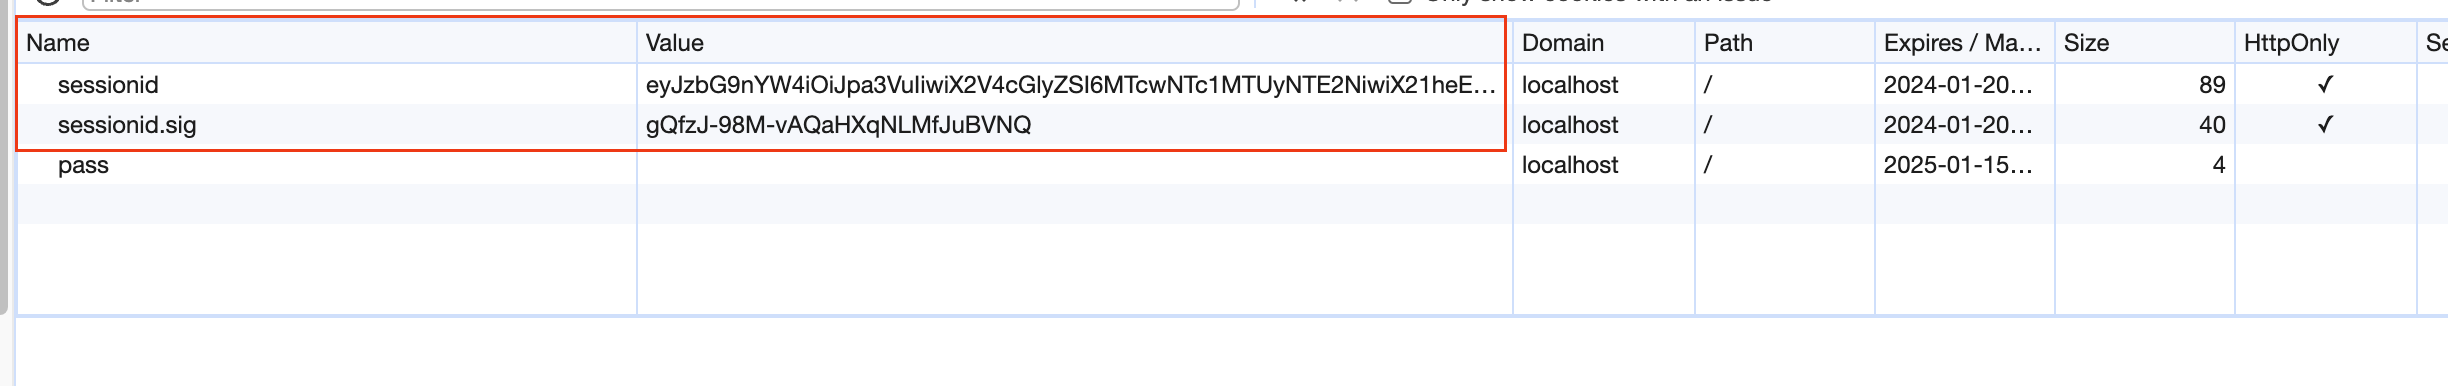 Name Value Domain Path Expires / Ma... Size HttpOnly Se
sessionid eyJzbG9nYW4iOiJpa3VuIiwiX2V4cGlyZSI6MTcwNTc1MTUyNTE2NiwiX21heE... localhost / 2024-01-20... 89 ✓
sessionid.sig gQfzJ-98M-vAQaHXqNLMfJuBVNQ localhost / 2024-01-20... 40 ✓
pass localhost / 2025-01-15... 4